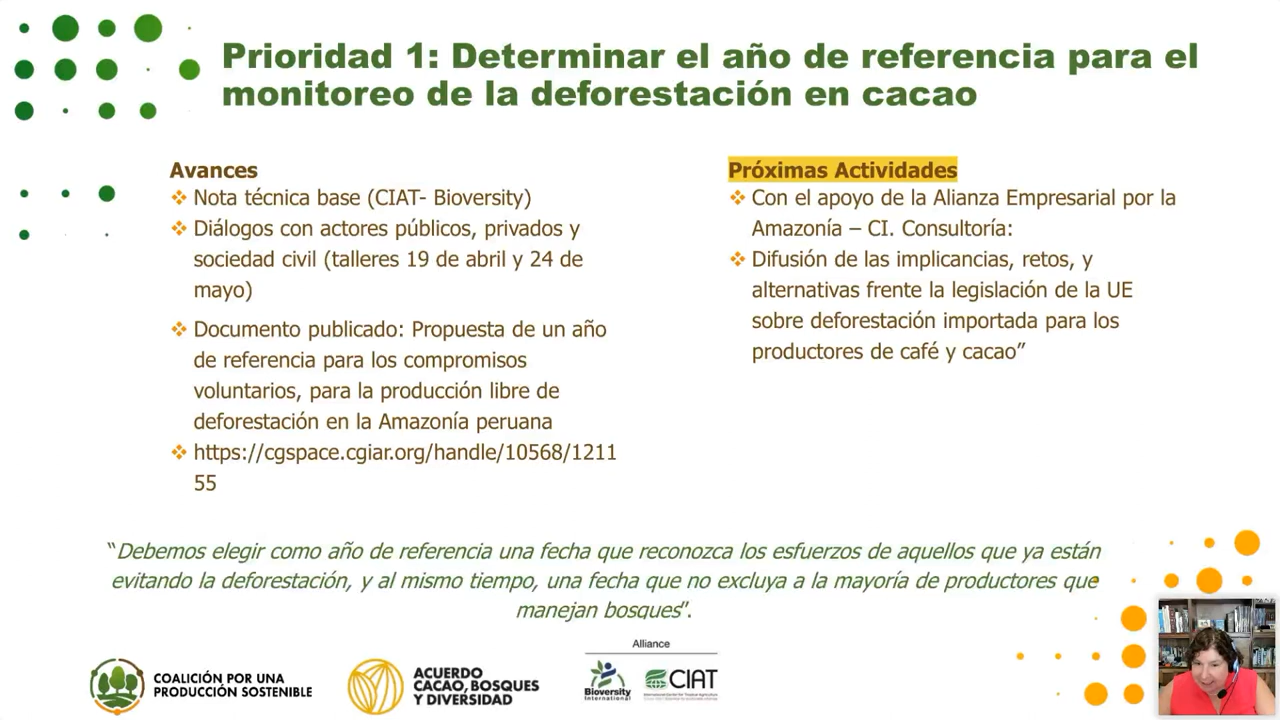 Prioridad 1: Determinar el año de referencia para el
monitoreo de la deforestación en cacao
Avances
Nota técnica base (CIAT- Bioversity)
Diálogos con actores públicos, privados y
sociedad civil (talleres 19 de abril y 24 de
mayo)
Documento publicado: Propuesta de un año
de referencia para los compromisos
voluntarios, para la producción libre de
deforestación en la Amazonía peruana
https://cgspace.cgiar.org/handle/10568/1211
55
Próximas Actividades
Con el apoyo de la Alianza Empresarial por la
Amazonía – CI. Consultoría:
Difusión de las implicancias, retos, y
alternativas frente la legislación de la UE
sobre deforestación importada para los
productores de café y cacao”
“Debemos elegir como año de referencia una fecha que reconozca los esfuerzos de aquellos que ya están
evitando la deforestación, y al mismo tiempo, una fecha que no excluya a la mayoría de productores que
manejan bosques”.
COALICIÓN POR UNA
PRODUCCIÓN SOSTENIBLE
ACUERDO
CACAO, BOSQUES
Y DIVERSIDAD
Alliance
Bioversity
International
CIAT
International Center for Tropical Agriculture